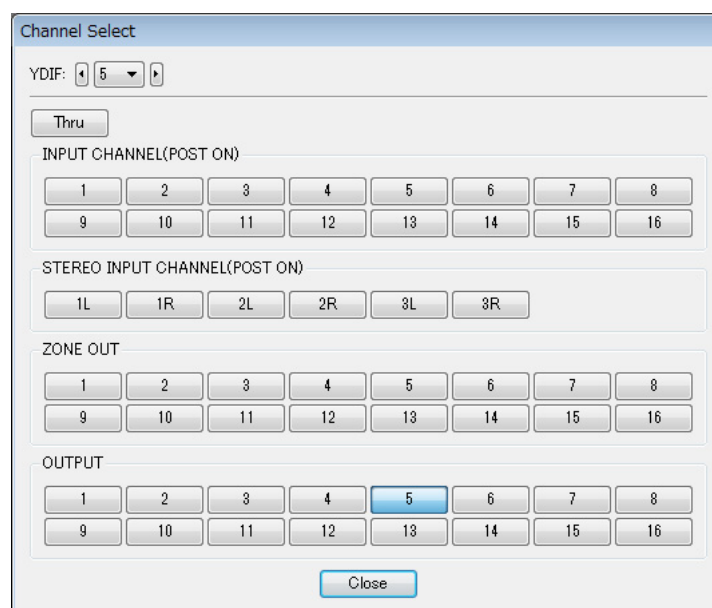 Channel Select
YDIF: 5
Thru
INPUT CHANNEL(POST ON)
1 2 3 4 5 6 7 8
9 10 11 12 13 14 15 16
STEREO INPUT CHANNEL(POST ON)
1L 1R 2L 2R 3L 3R
ZONE OUT
1 2 3 4 5 6 7 8
9 10 11 12 13 14 15 16
OUTPUT
1 2 3 4 5 6 7 8
9 10 11 12 13 14 15 16
Close